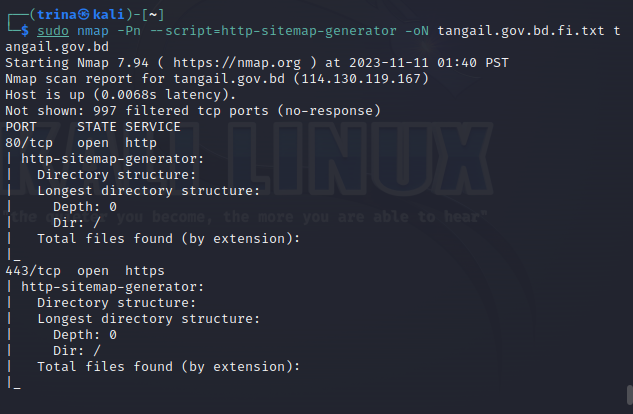 ┌──(trina㉿kali)-[~]
└─$ sudo nmap -Pn --script=http-sitemap-generator -oN tangail.gov.bd.fi.txt t
angail.gov.bd
Starting Nmap 7.94 ( https://nmap.org ) at 2023-11-11 01:40 PST
Nmap scan report for tangail.gov.bd (114.130.119.167)
Host is up (0.0068s latency).
Not shown: 997 filtered tcp ports (no-response)
PORT    STATE SERVICE
80/tcp  open  http
| http-sitemap-generator:
|   Directory structure:
|   Longest directory structure:
|     Depth: 0
|     Dir: /
|   Total files found (by extension):
|_
443/tcp open  https
| http-sitemap-generator:
|   Directory structure:
|   Longest directory structure:
|     Depth: 0
|     Dir: /
|   Total files found (by extension):
|_
KALI LINUX
"the quieter you become, the more you are able to hear"